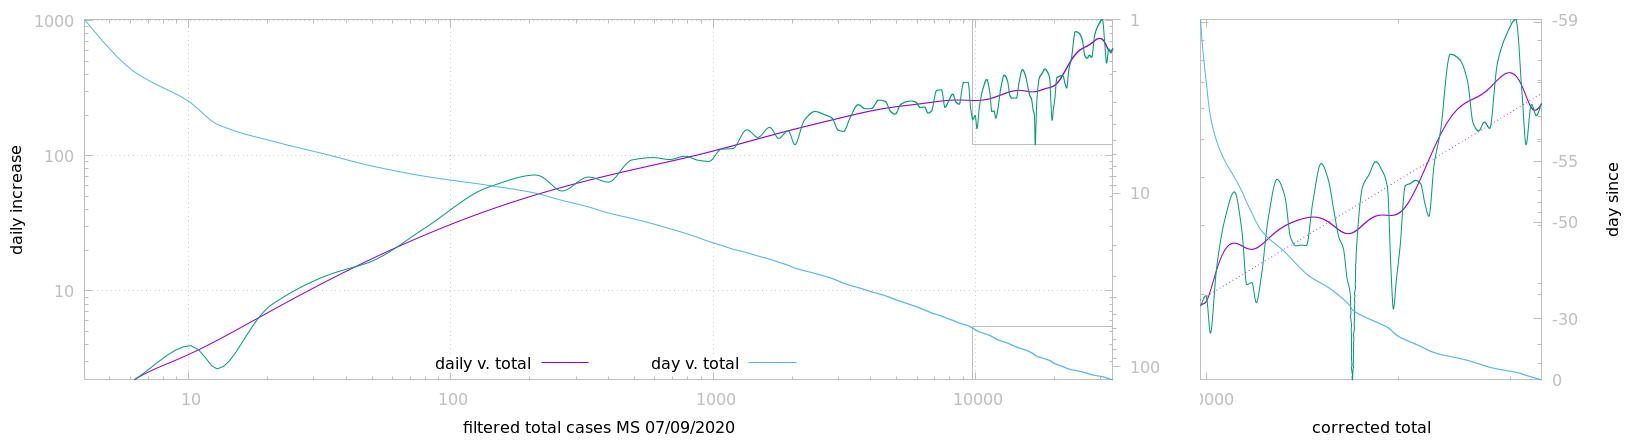 1000
100
10
daily increase
daily v. total
day v. total
1
10
100
10
100
1000
10000
filtered total cases MS 07/09/2020
-59
-55
-50
-30
0
day since
0000
corrected total